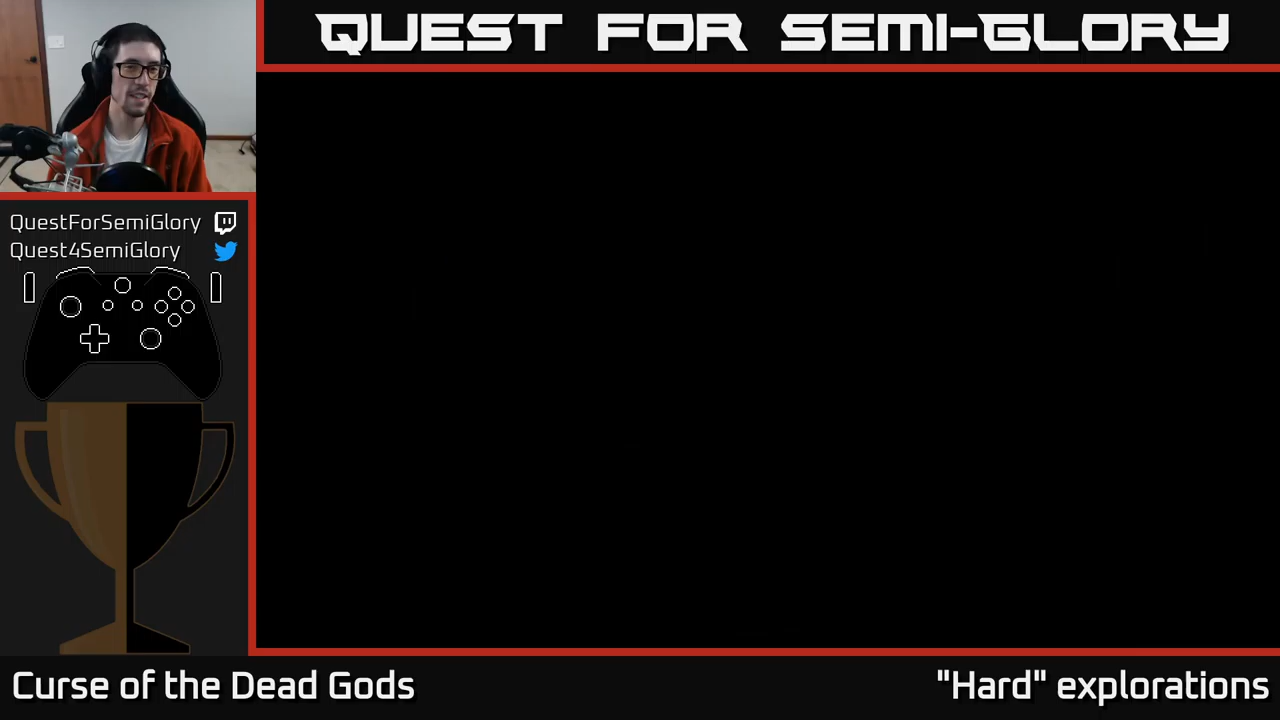 QUEST FOR SEMI-GLORY
QuestForSemiGlory
Quest4SemiGlory
Curse of the Dead Gods
"Hard" explorations